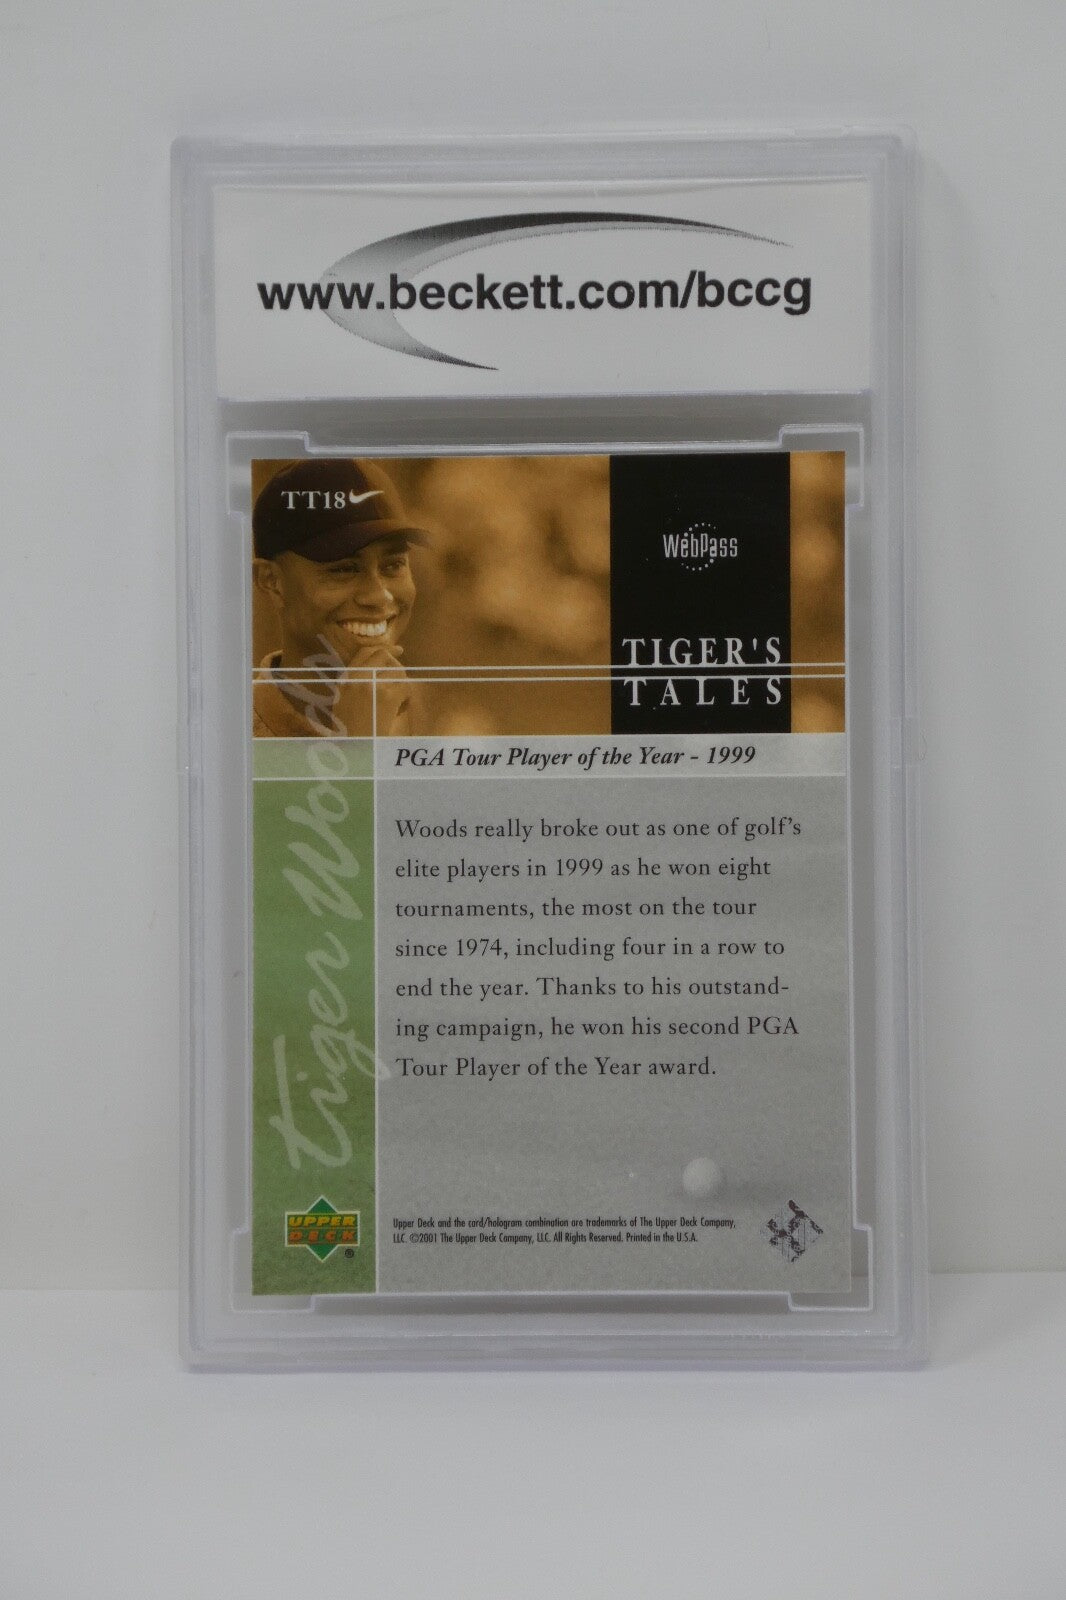 www.beckett.com/bccg
TT18
WebPass
TIGER'S
TALES
PGA Tour Player of the Year - 1999
Tiger Woods
Woods really broke out as one of golf's
elite players in 1999 as he won eight
tournaments, the most on the tour
since 1974, including four in a row to
end the year. Thanks to his outstand-
ing campaign, he won his second PGA
Tour Player of the Year award.
UPPER
DECK
®
Upper Deck and the card/hologram combination are trademarks of The Upper Deck Company,
LLC. ©2001 The Upper Deck Company, LLC. All Rights Reserved. Printed in the U.S.A.